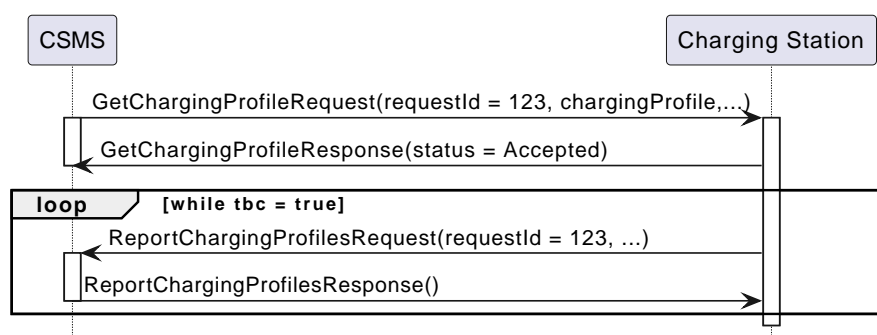 CSMS
Charging Station
GetChargingProfileRequest(requestId = 123, chargingProfile,...)
GetChargingProfileResponse(status = Accepted)
loop [while tbc = true]
ReportChargingProfilesRequest(requestId = 123, ...)
ReportChargingProfilesResponse()